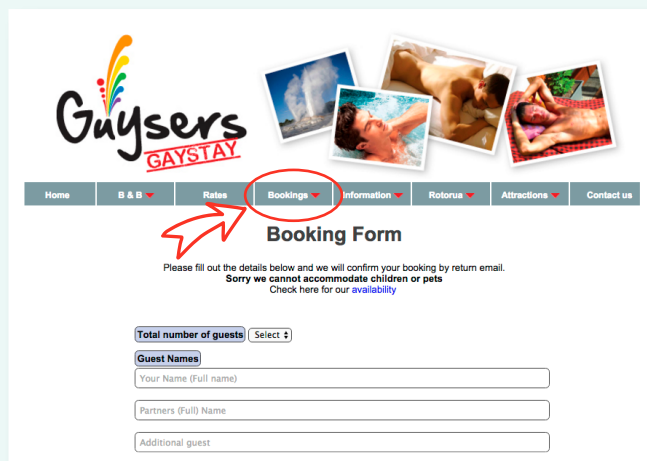 Guysers
GAYSTAY
Home B & B Rates Bookings Information Rotorua Attractions Contact us
Booking Form
Please fill out the details below and we will confirm your booking by return email.
Sorry we cannot accommodate children or pets
Check here for our availability
Total number of guests Select
Guest Names
Your Name (Full name)
Partners (Full) Name
Additional guest